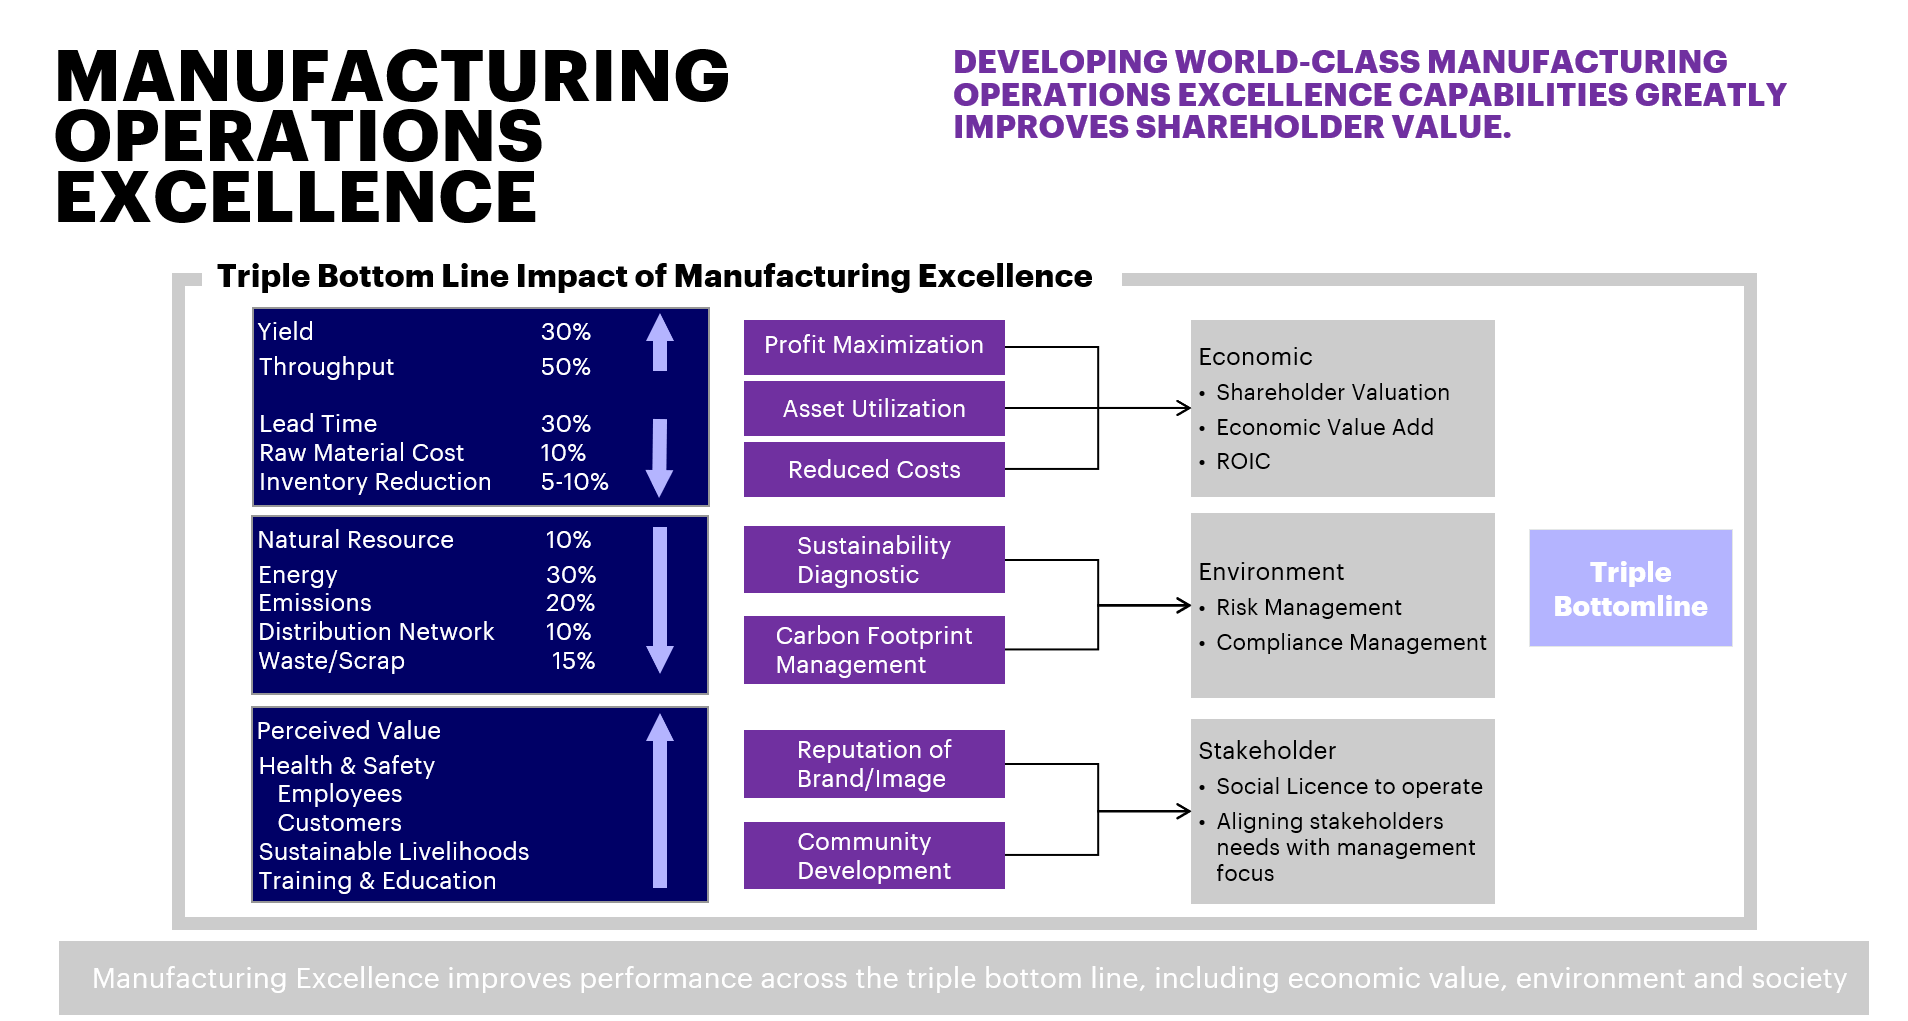 MANUFACTURING
OPERATIONS
EXCELLENCE
DEVELOPING WORLD-CLASS MANUFACTURING
OPERATIONS EXCELLENCE CAPABILITIES GREATLY
IMPROVES SHAREHOLDER VALUE.
Triple Bottom Line Impact of Manufacturing Excellence
Yield 30%
Throughput 50%
Lead Time 30%
Raw Material Cost 10%
Inventory Reduction 5-10%
Profit Maximization
Asset Utilization
Reduced Costs
Economic
• Shareholder Valuation
• Economic Value Add
• ROIC
Natural Resource 10%
Energy 30%
Emissions 20%
Distribution Network 10%
Waste/Scrap 15%
Sustainability
Diagnostic
Carbon Footprint
Management
Environment
• Risk Management
• Compliance Management
Triple
Bottomline
Perceived Value
Health & Safety
Employees
Customers
Sustainable Livelihoods
Training & Education
Reputation of
Brand/Image
Community
Development
Stakeholder
• Social Licence to operate
• Aligning stakeholders
needs with management
focus
Manufacturing Excellence improves performance across the triple bottom line, including economic value, environment and society